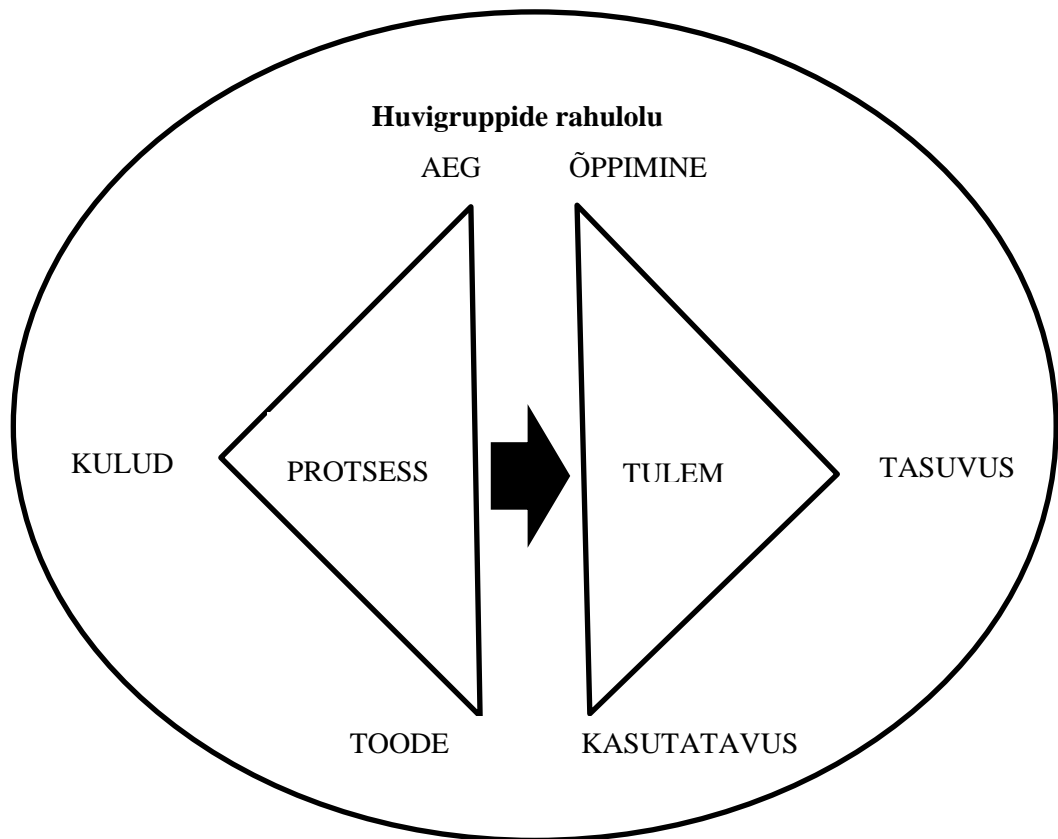 Huvigruppide rahulolu
AEG ÕPPIMINE
KULUD PROTSESS TULEM TASUVUS
TOODE KASUTATAVUS